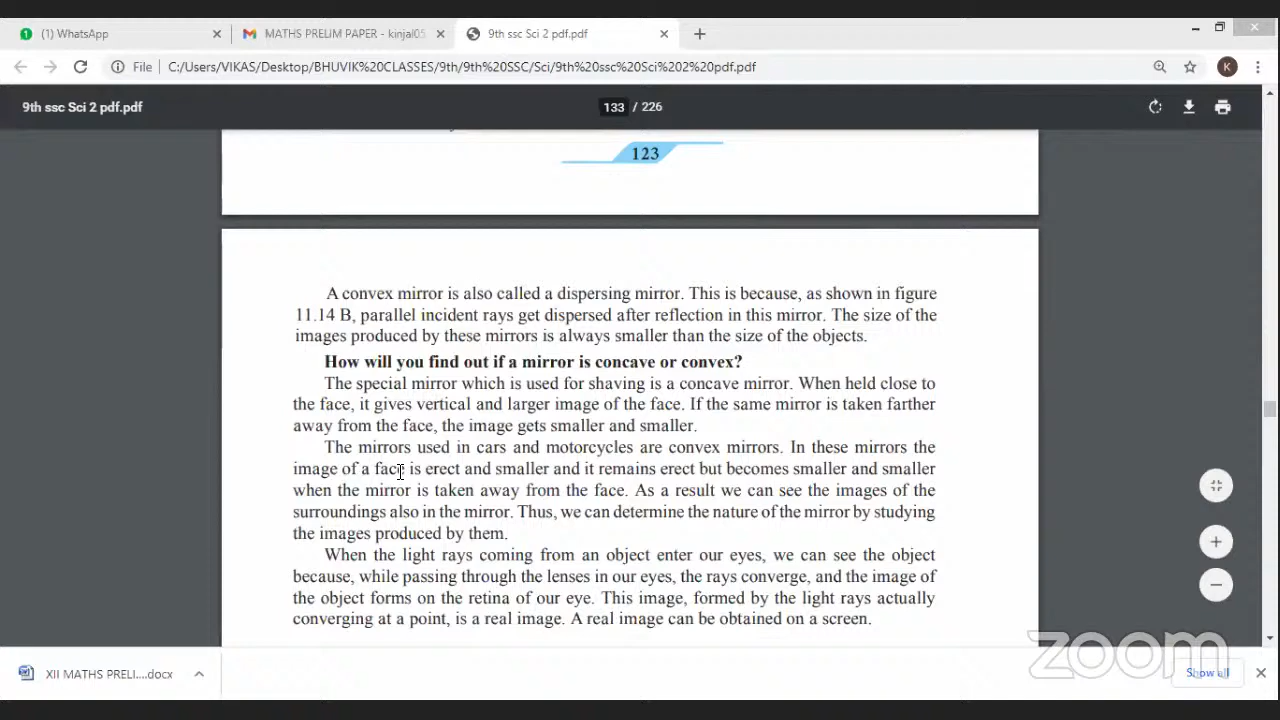 1
(1) WhatsApp
MATHS PRELIM PAPER - kinjal05
9th ssc Sci 2 pdf.pdf
File
C:/Users/VIKAS/Desktop/BHUVIK%20CLASSES/9th/9th%20SSC/Sci/9th%20ssc%20Sci%202%20pdf.pdf
K
9th ssc Sci 2 pdf.pdf
133 / 226
123
A convex mirror is also called a dispersing mirror. This is because, as shown in figure
11.14 B, parallel incident rays get dispersed after reflection in this mirror. The size of the
images produced by these mirrors is always smaller than the size of the objects.
How will you find out if a mirror is concave or convex?
The special mirror which is used for shaving is a concave mirror. When held close to
the face, it gives vertical and larger image of the face. If the same mirror is taken farther
away from the face, the image gets smaller and smaller.
The mirrors used in cars and motorcycles are convex mirrors. In these mirrors the
image of a face is erect and smaller and it remains erect but becomes smaller and smaller
when the mirror is taken away from the face. As a result we can see the images of the
surroundings also in the mirror. Thus, we can determine the nature of the mirror by studying
the images produced by them.
When the light rays coming from an object enter our eyes, we can see the object
because, while passing through the lenses in our eyes, the rays converge, and the image of
the object forms on the retina of our eye. This image, formed by the light rays actually
converging at a point, is a real image. A real image can be obtained on a screen.
zoom
XII MATHS PRELI....docx
Show all